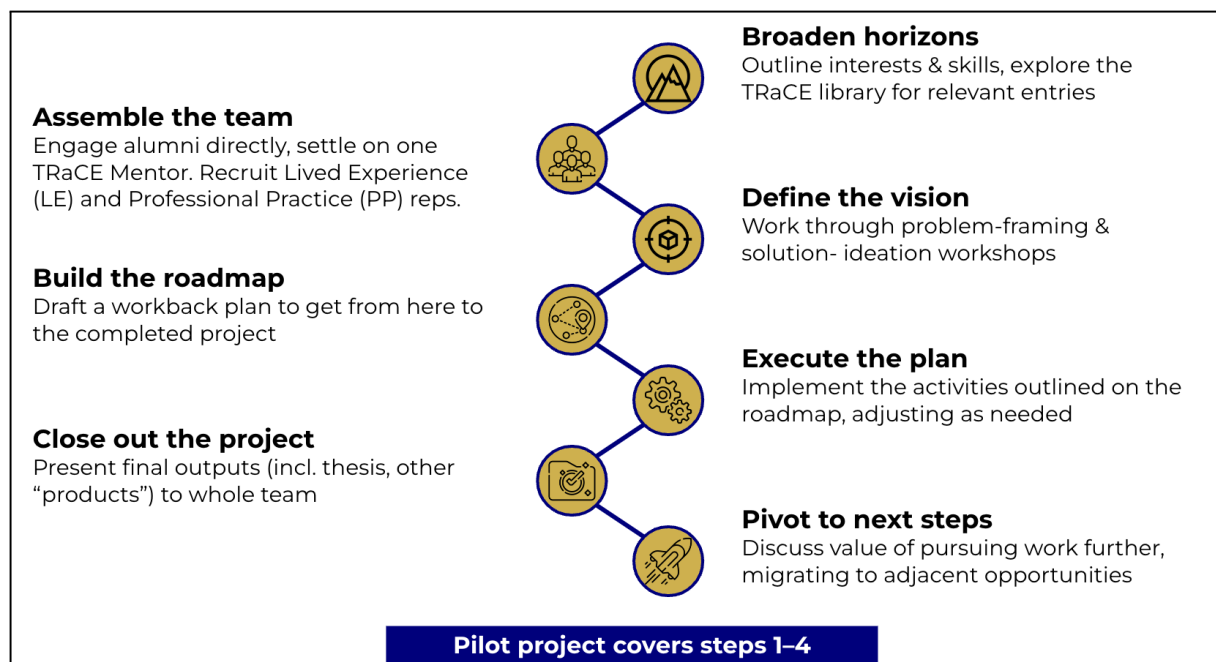 Broaden horizons
Outline interests & skills, explore the
TRaCE library for relevant entries
Assemble the team
Engage alumni directly, settle on one
TRaCE Mentor. Recruit Lived Experience
(LE) and Professional Practice (PP) reps.
Define the vision
Work through problem-framing &
solution- ideation workshops
Build the roadmap
Draft a workback plan to get from here to
the completed project
Execute the plan
Implement the activities outlined on the
roadmap, adjusting as needed
Close out the project
Present final outputs (incl. thesis, other
“products”) to whole team
Pivot to next steps
Discuss value of pursuing work further,
migrating to adjacent opportunities
Pilot project covers steps 1–4